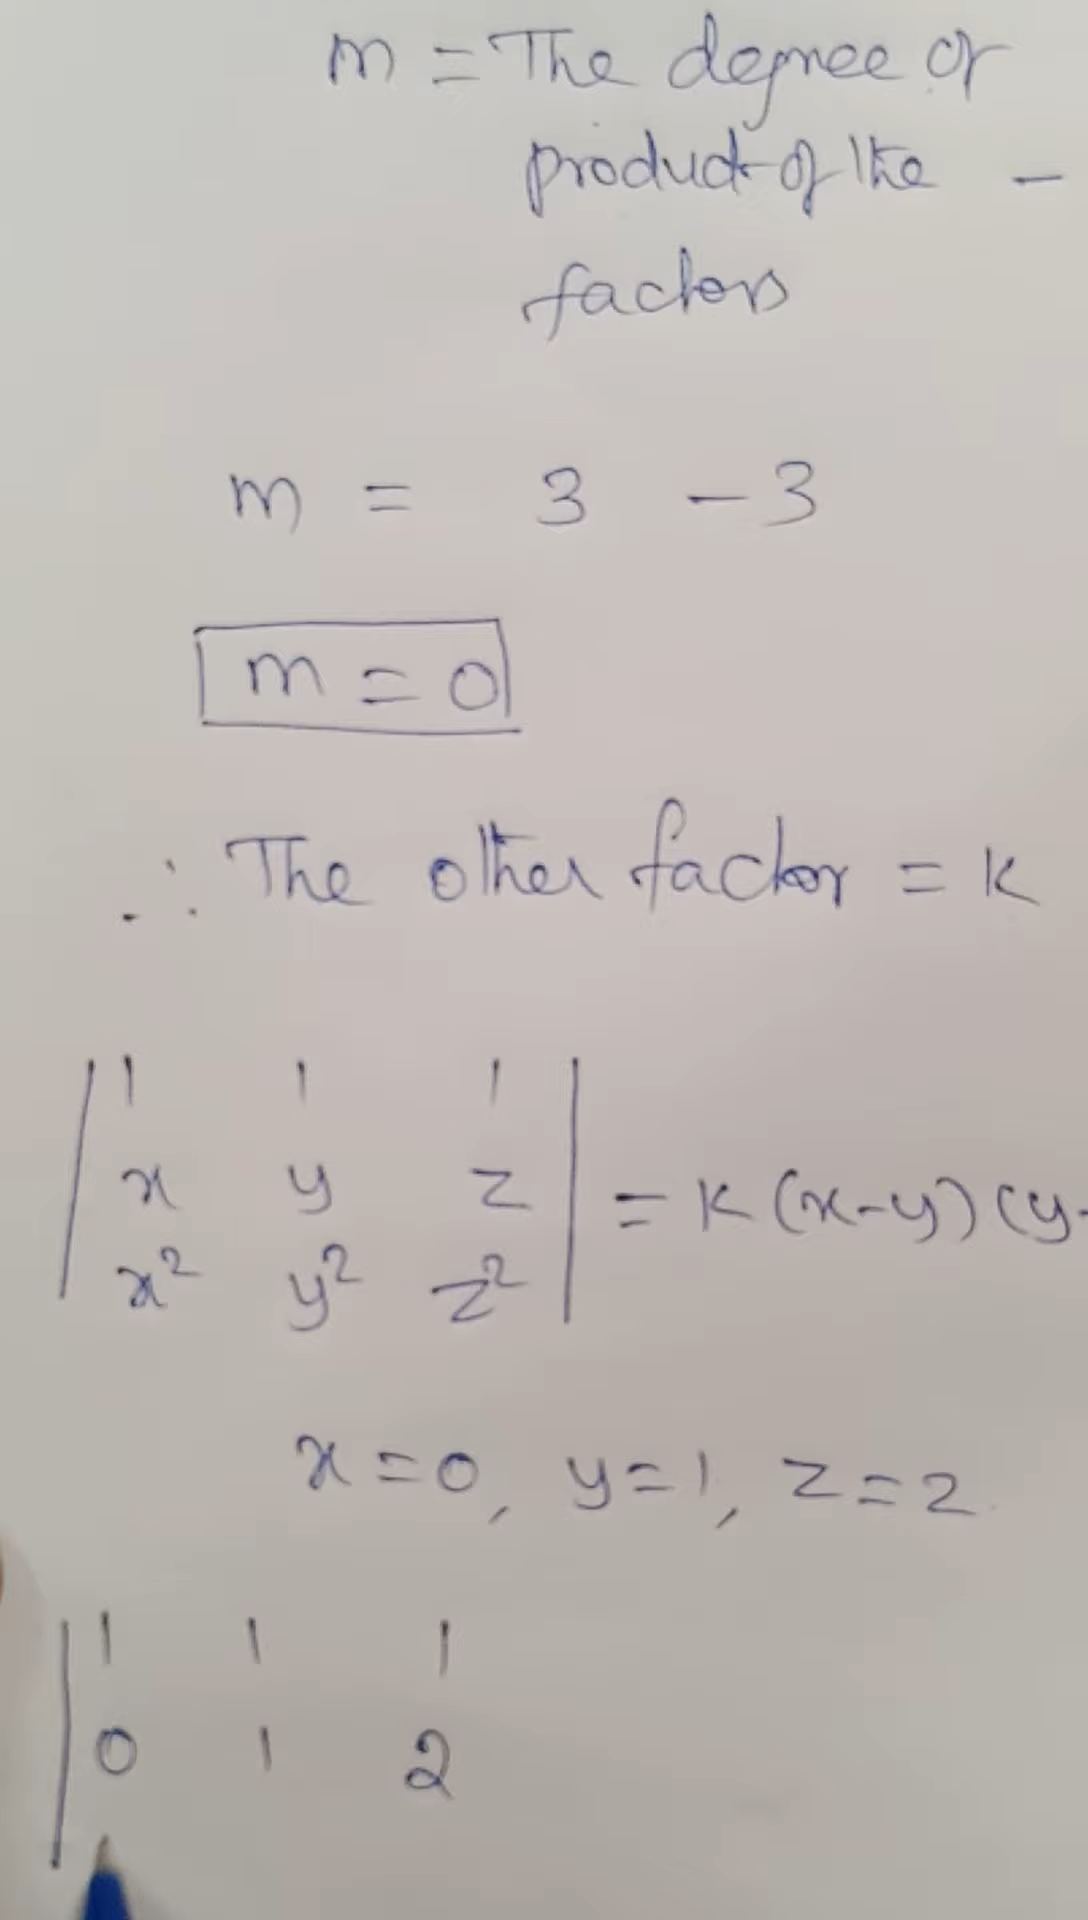 m = The degree of
product of the -
factors
m = 3 - 3
m = 0
∴ The other factor = K
| 1 1 1 |
| x y z | = K (x-y) (y-
| x² y² z² |
x=0, y=1, z=2
| 1 1 1
| 0 1 2